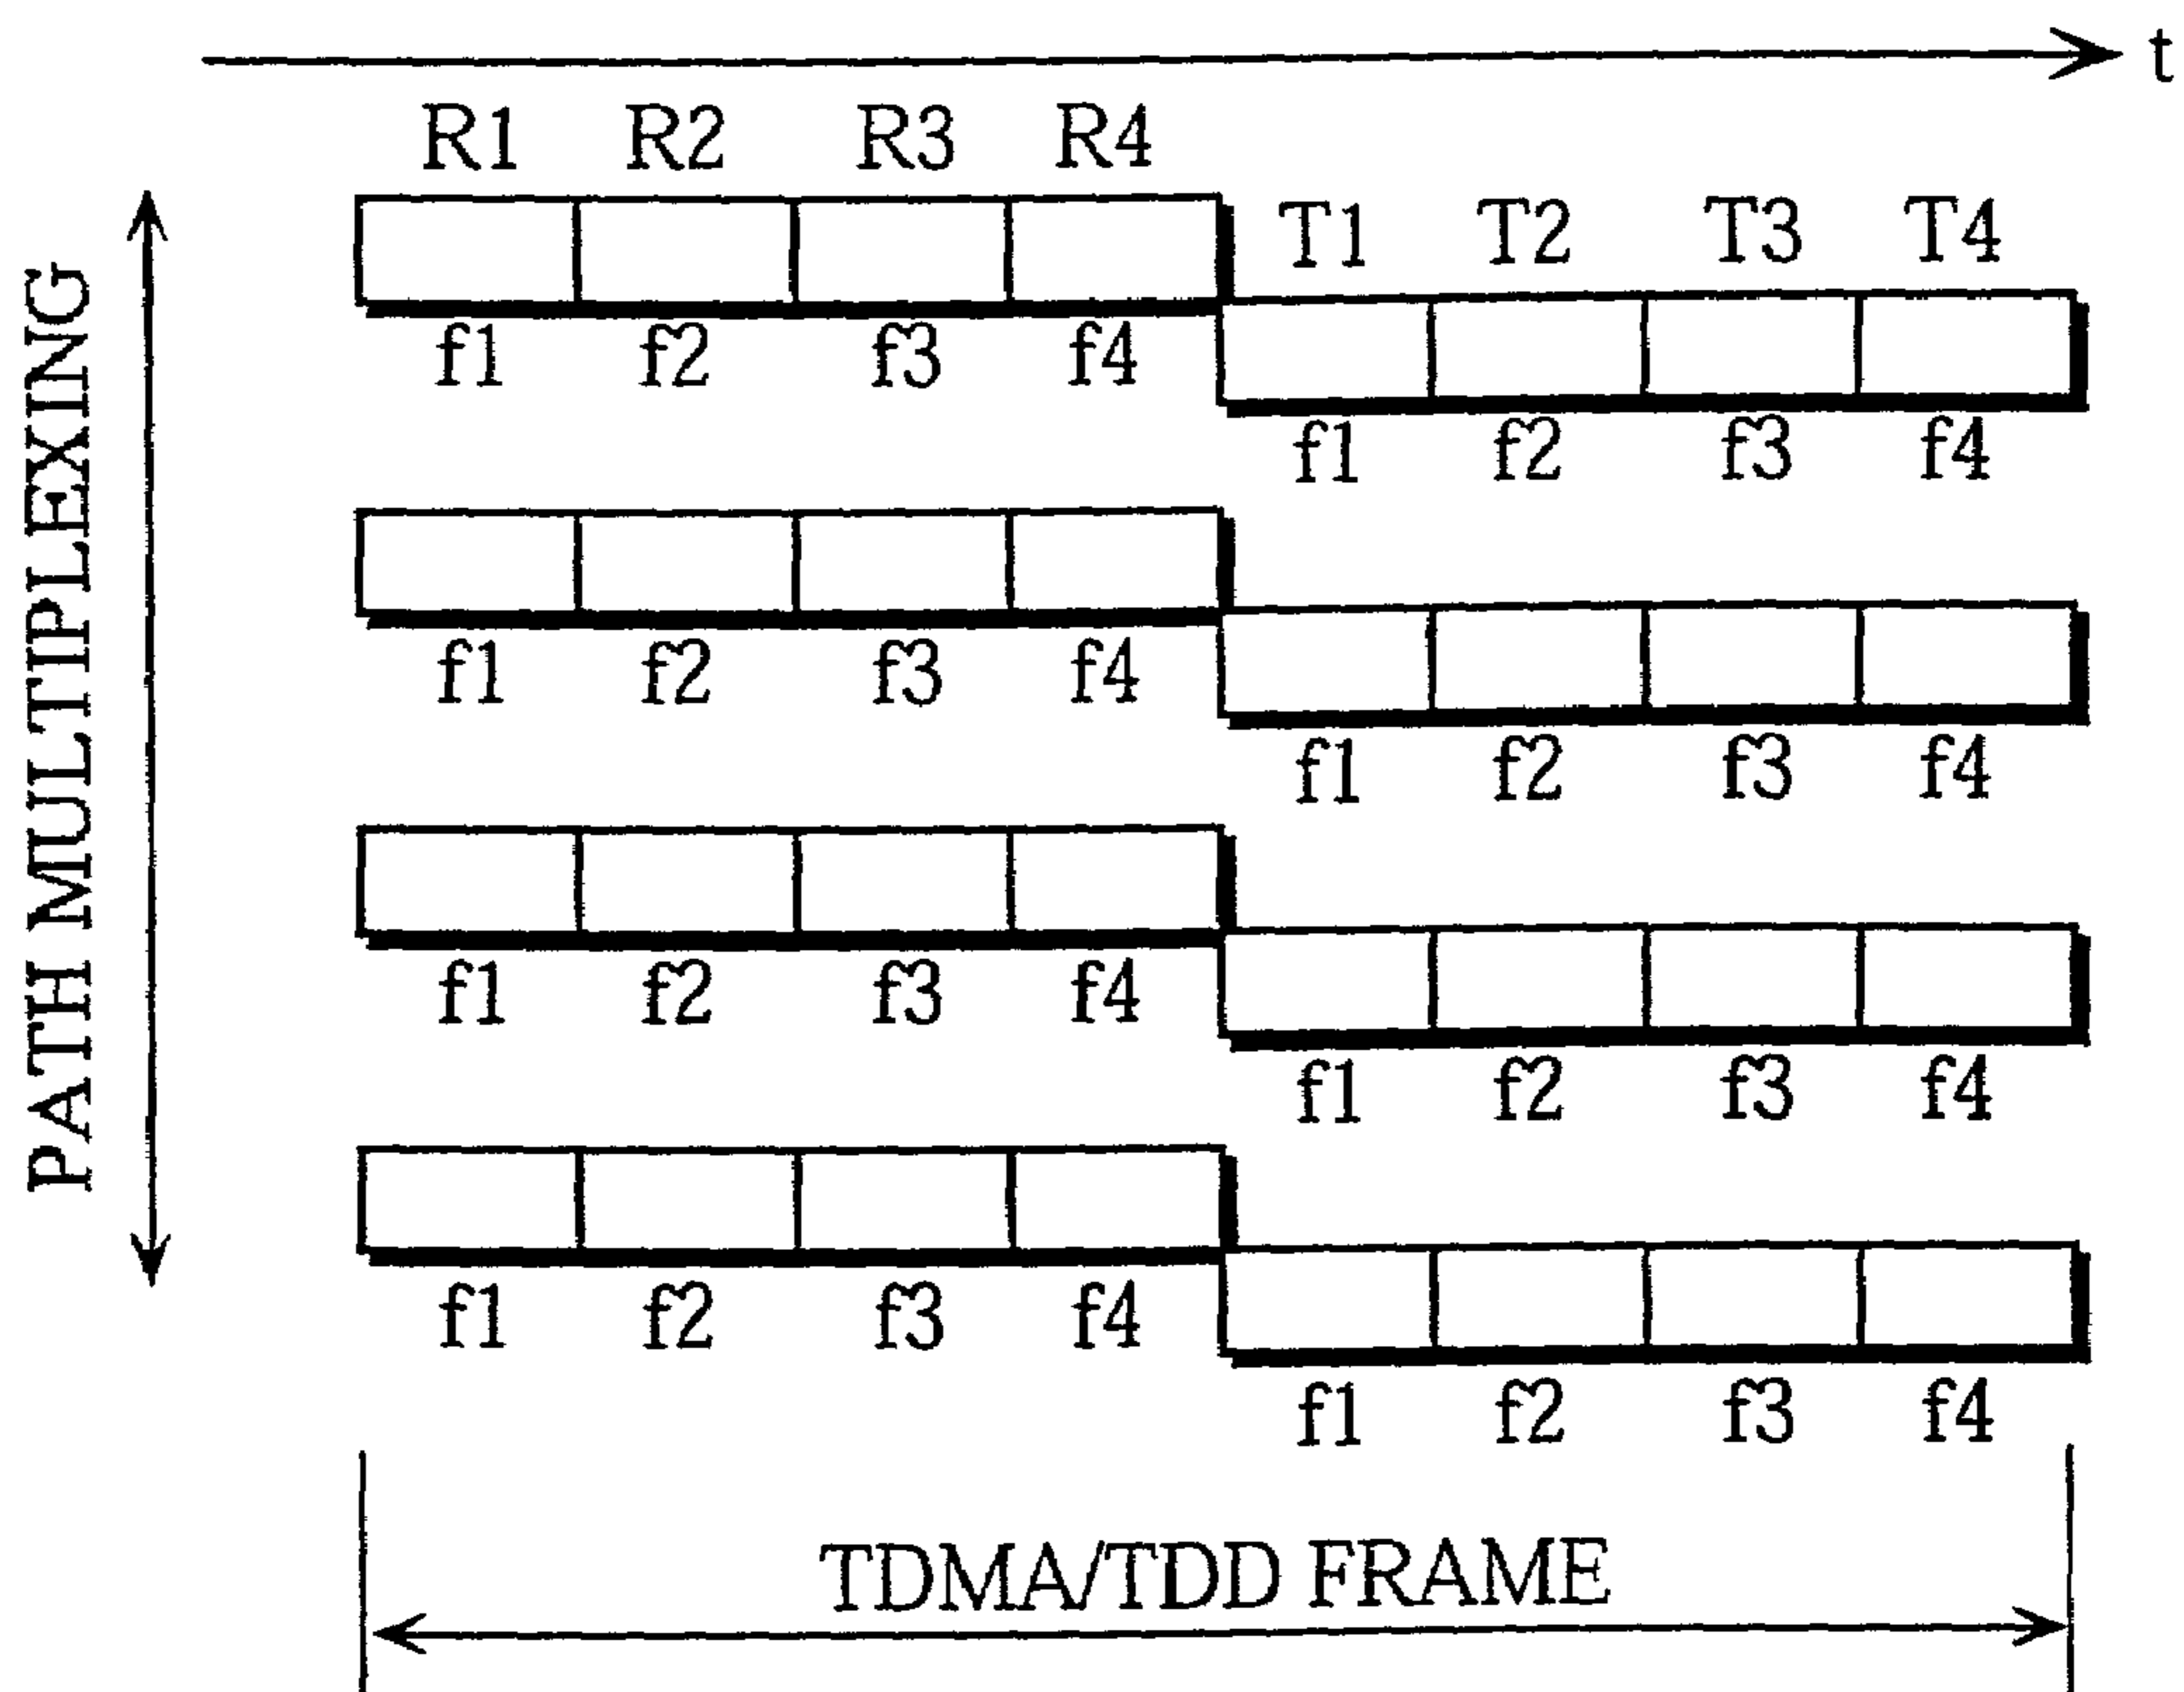 t
R1 R2 R3 R4
T1 T2 T3 T4
f1 f2 f3 f4
f1 f2 f3 f4
f1 f2 f3 f4
f1 f2 f3 f4
f1 f2 f3 f4
f1 f2 f3 f4
f1 f2 f3 f4
f1 f2 f3 f4
PATH MULTIPLEXING
TDMA/TDD FRAME